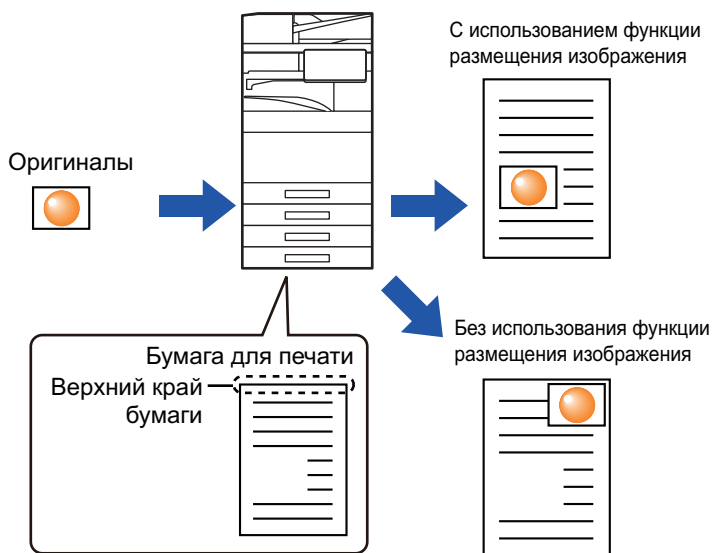 С использованием функции
размещения изображения
Оригиналы
Без использования функции
размещения изображения
Бумага для печати
Верхний край
бумаги